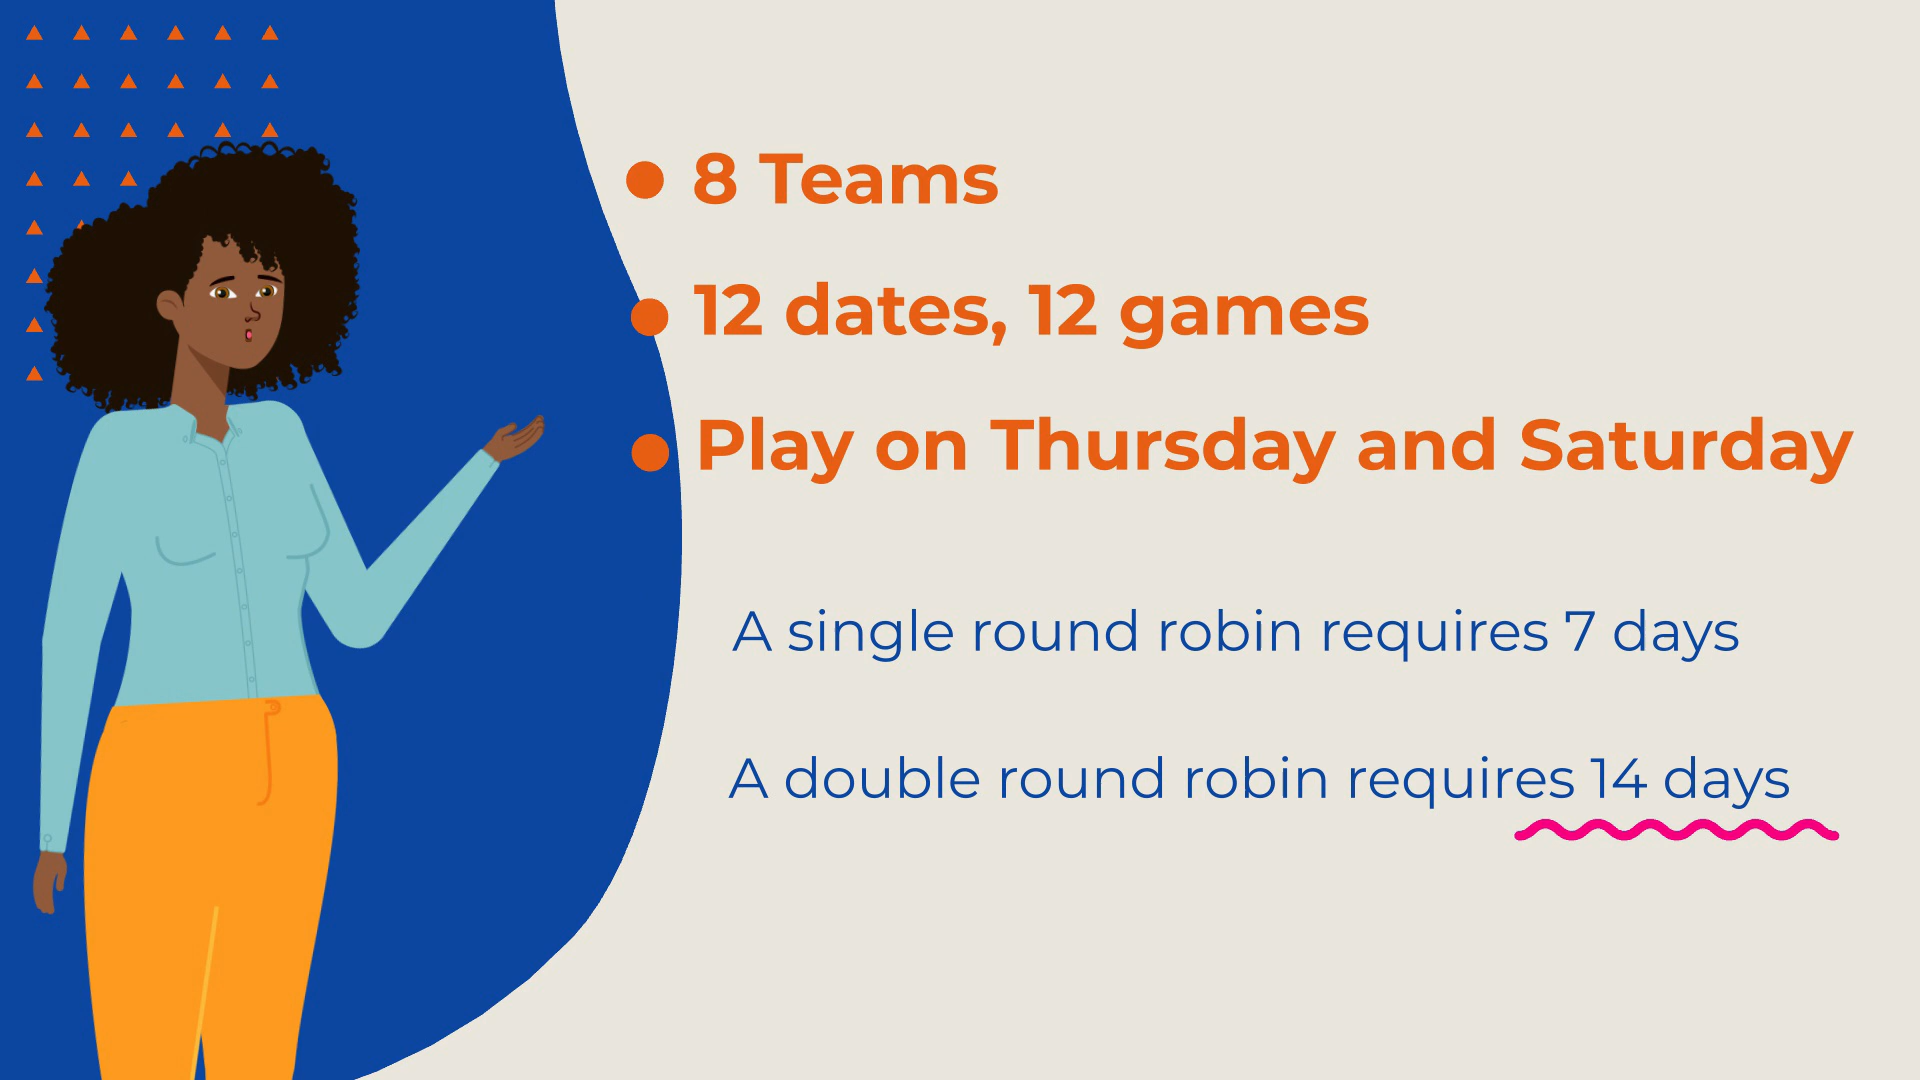 8 Teams
12 dates, 12 games
Play on Thursday and Saturday
A single round robin requires 7 days
A double round robin requires 14 days